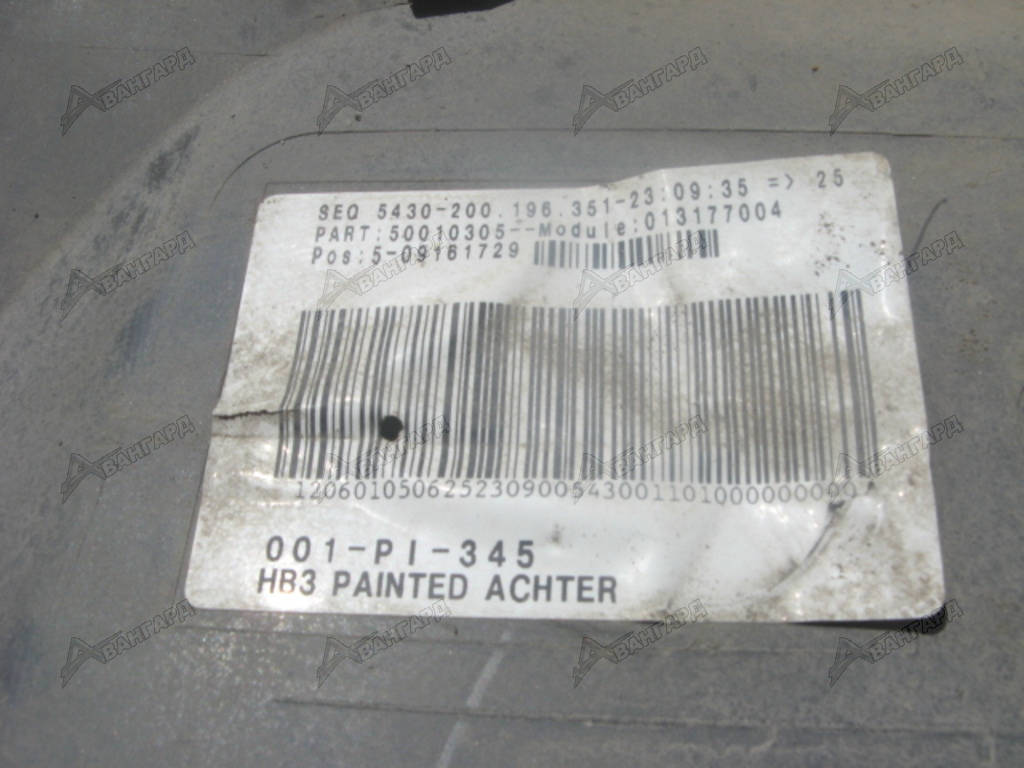 SEQ 5430-200.196.351-23:09:35 => 25
PART:50010305--Module:013177004
Pos:5-09161729
001-PI-345
HB3 PAINTED ACHTER
АВАНГАРД